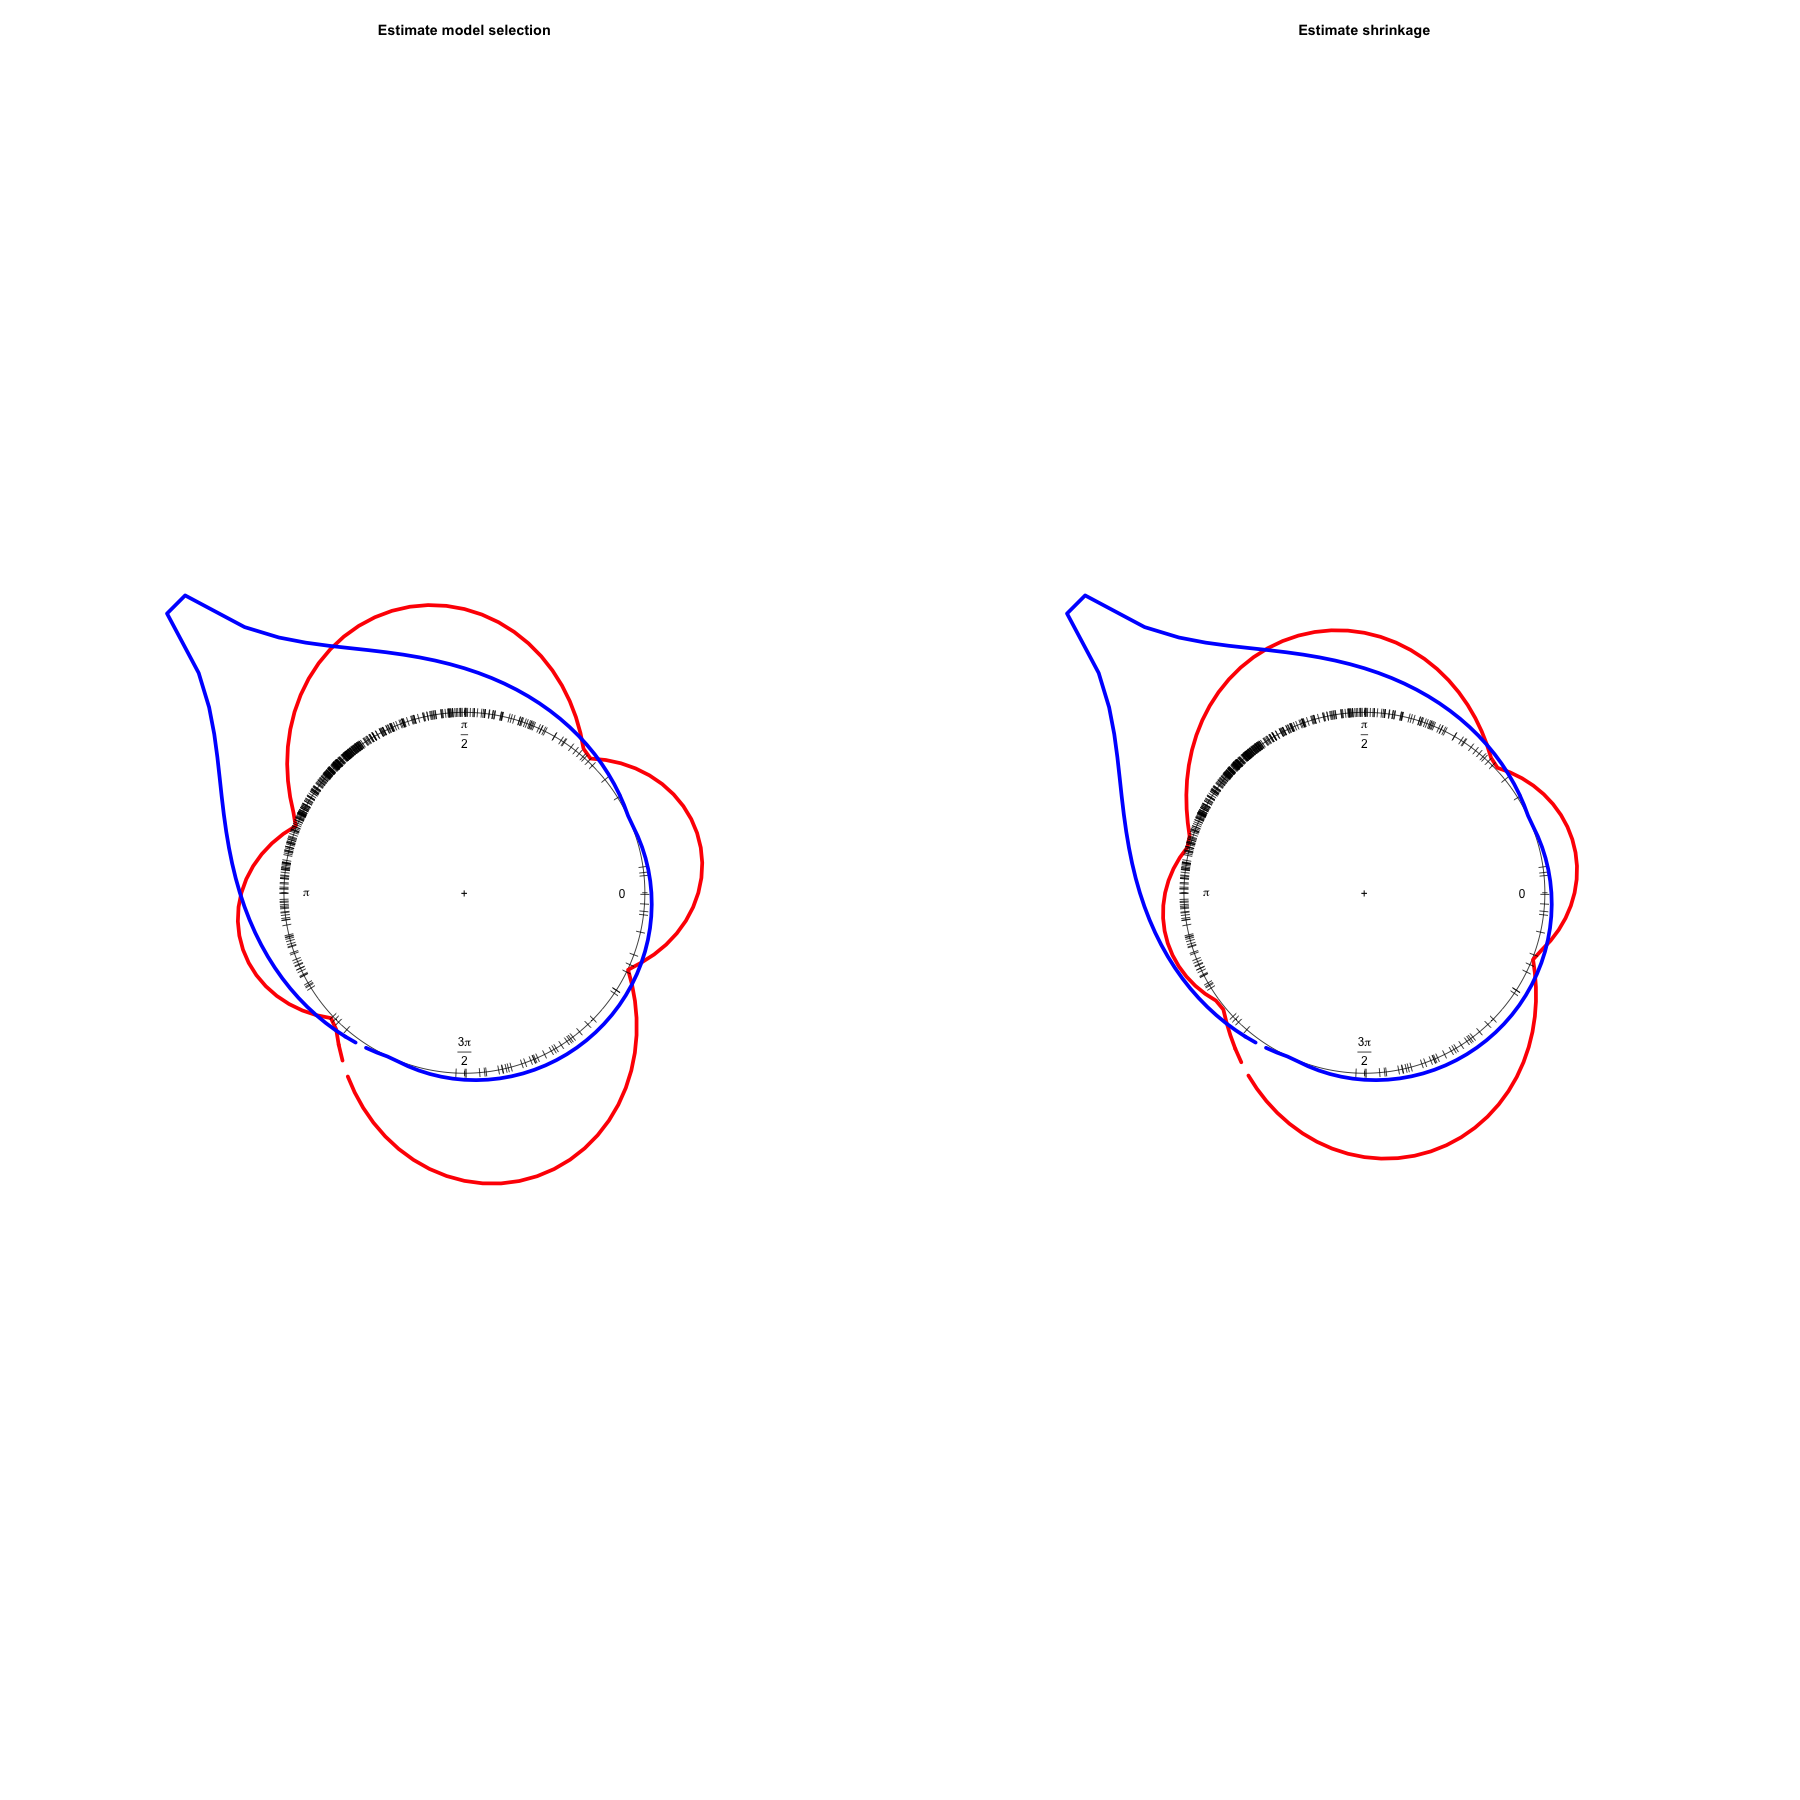 Estimate model selection
π
2
π
+
0
3π
2
Estimate shrinkage
π
2
π
+
0
3π
2